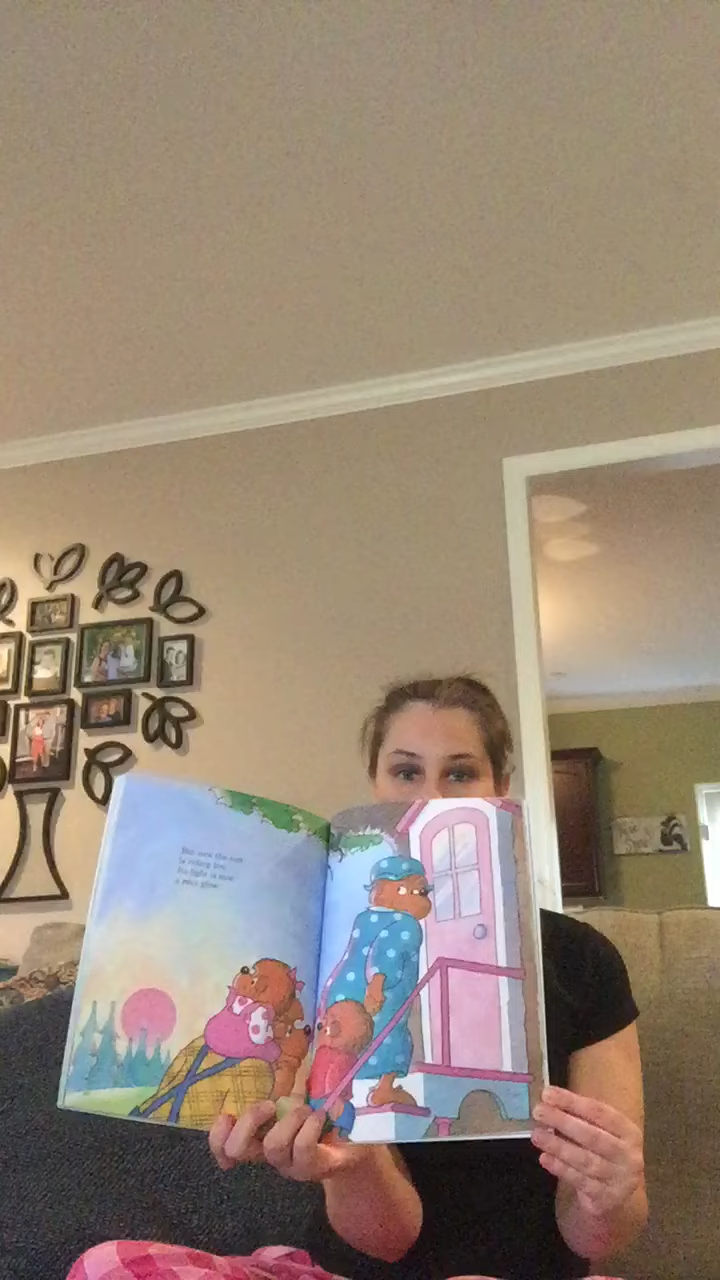 But now the sun
is riding low.
Its light is now
a rosy glow.